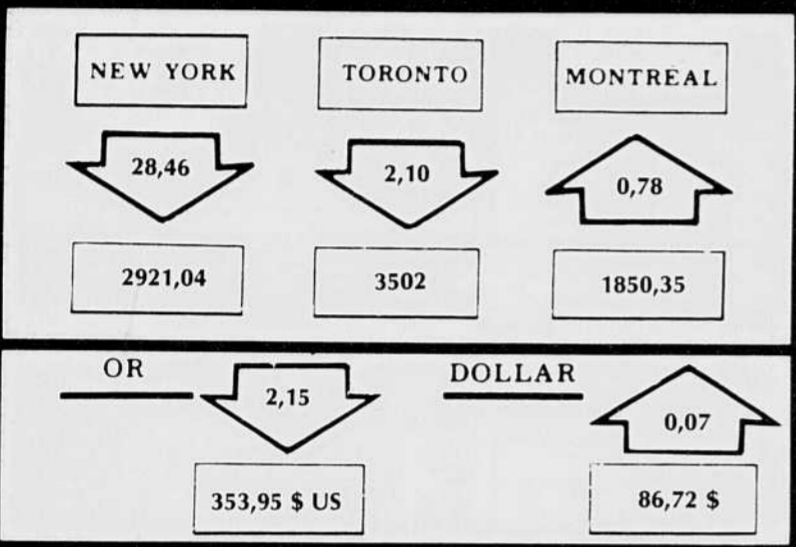 NEW YORK
TORONTO
MONTRÉAL
28,46
2,10
0,78
2921,04
3502
1850,35
OR
2,15
DOLLAR
0,07
353,95 $ US
86,72 $